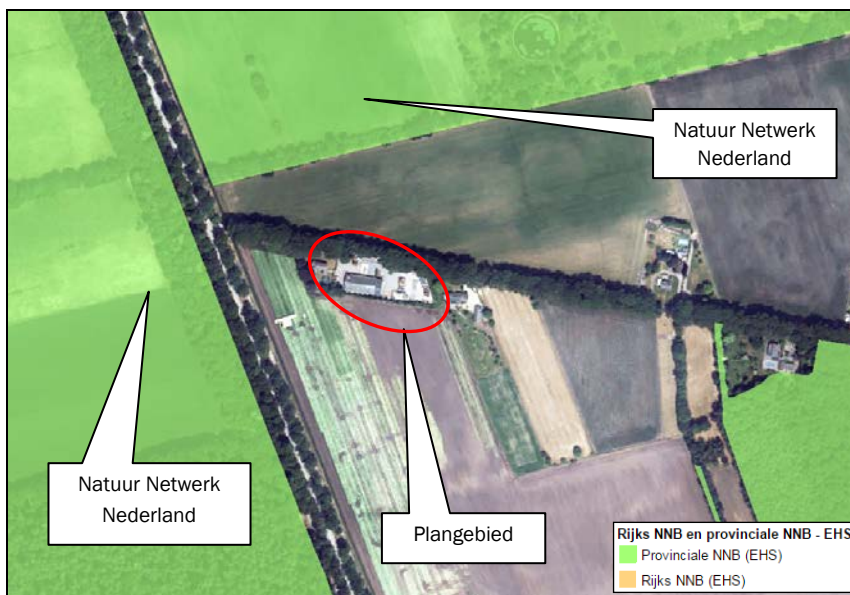 Natuur Netwerk
Nederland
Natuur Netwerk
Nederland
Plangebied
Rijks NNB en provinciale NNB - EHS
Provinciale NNB (EHS)
Rijks NNB (EHS)